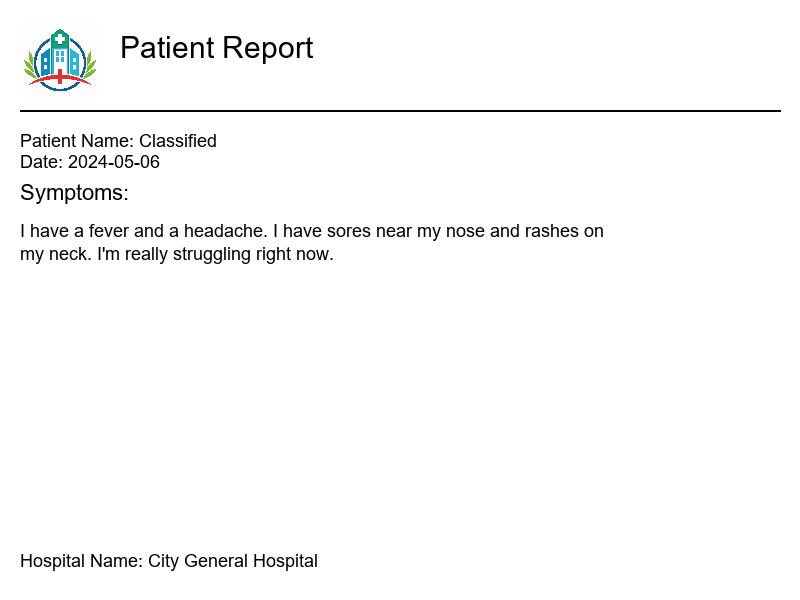 Patient Report
Patient Name: Classified
Date: 2024-05-06
Symptoms:
I have a fever and a headache. I have sores near my nose and rashes on
my neck. I'm really struggling right now.
Hospital Name: City General Hospital